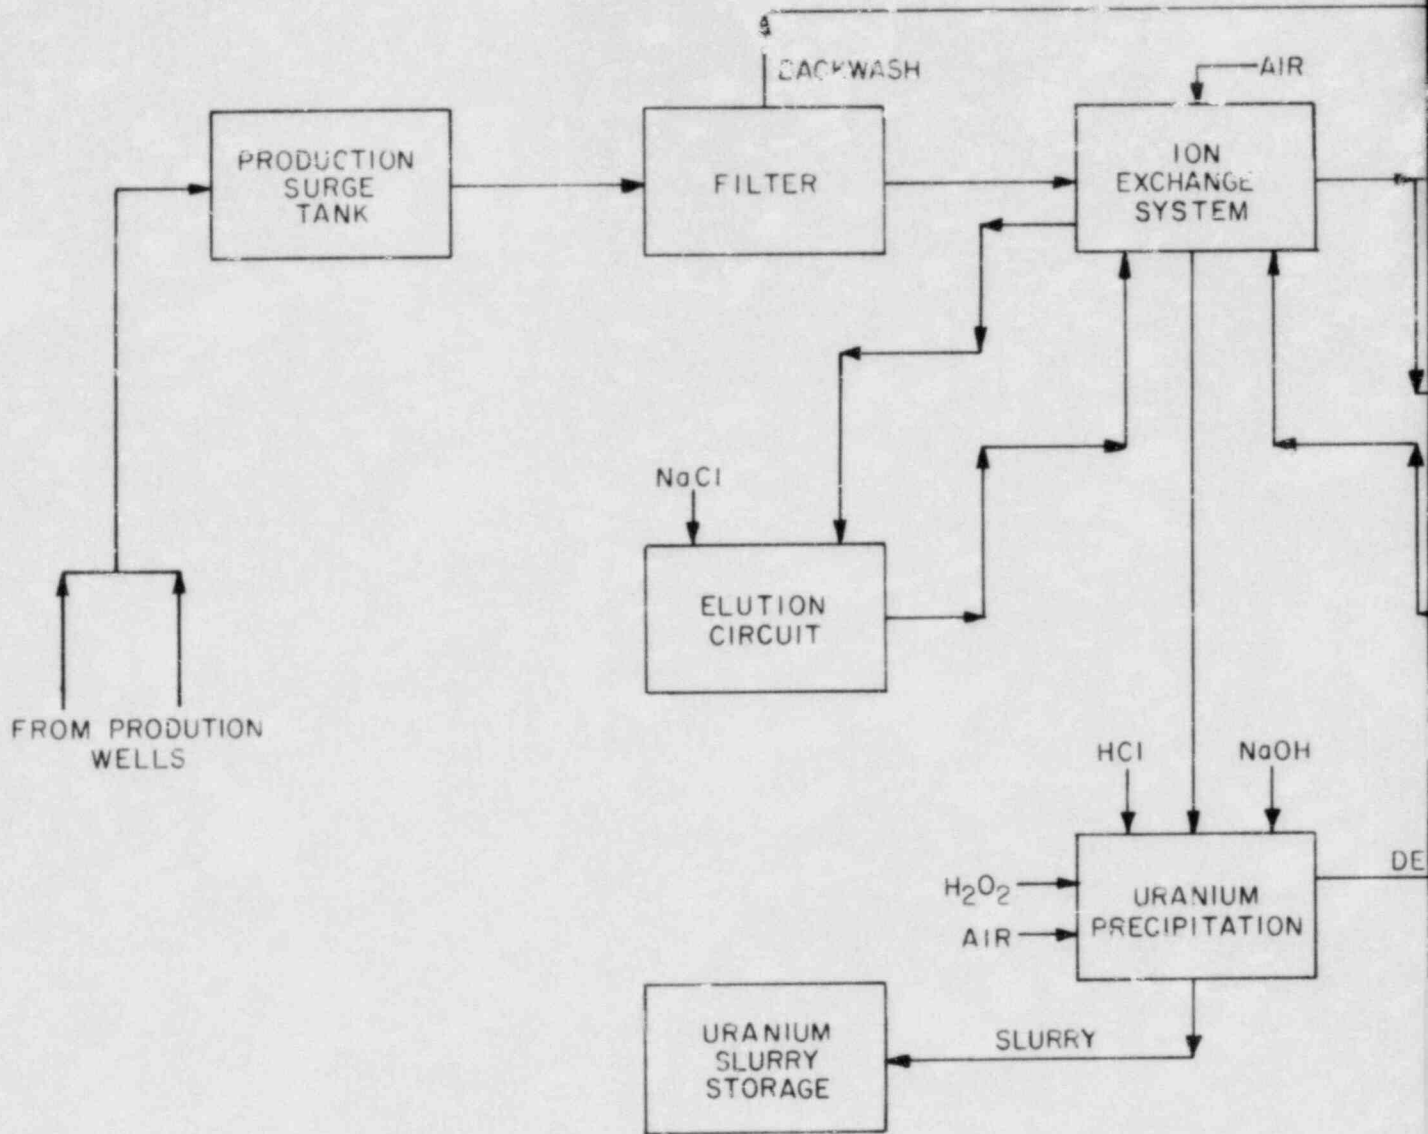 BACKWASH
AIR
PRODUCTION
SURGE
TANK
FILTER
ION
EXCHANGE
SYSTEM
NaCl
ELUTION
CIRCUIT
FROM PRODUTION
WELLS
HCl
NaOH
DE
H₂O₂
AIR
URANIUM
PRECIPITATION
URANIUM
SLURRY
STORAGE
SLURRY